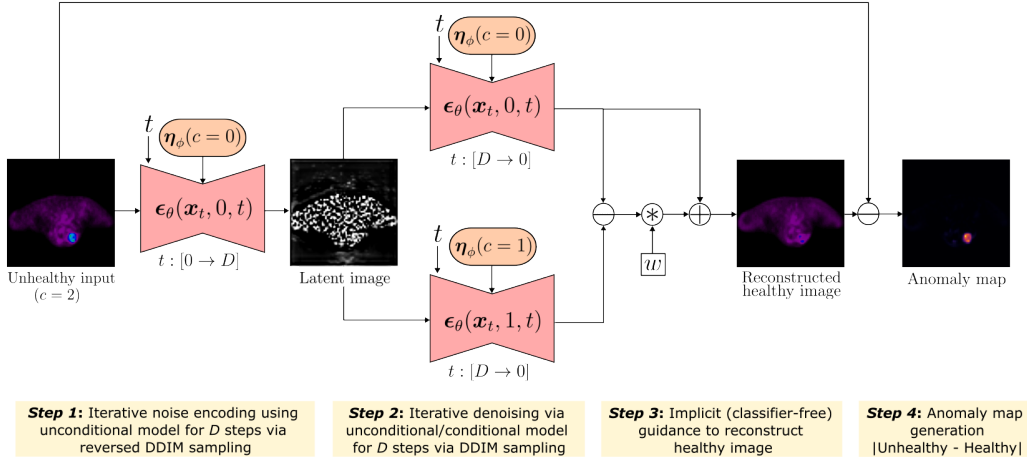 t
η_ϕ(c = 0)
ϵ_θ(x_t, 0, t)
t : [D → 0]
t
η_ϕ(c = 0)
ϵ_θ(x_t, 0, t)
t : [0 → D]
Unhealthy input
(c = 2)
Latent image
−
*
+
w
Reconstructed
healthy image
−
Anomaly map
t
η_ϕ(c = 1)
ϵ_θ(x_t, 1, t)
t : [D → 0]
Step 1: Iterative noise encoding using
unconditional model for D steps via
reversed DDIM sampling
Step 2: Iterative denoising via
unconditional/conditional model
for D steps via DDIM sampling
Step 3: Implicit (classifier-free)
guidance to reconstruct
healthy image
Step 4: Anomaly map
generation
|Unhealthy - Healthy|